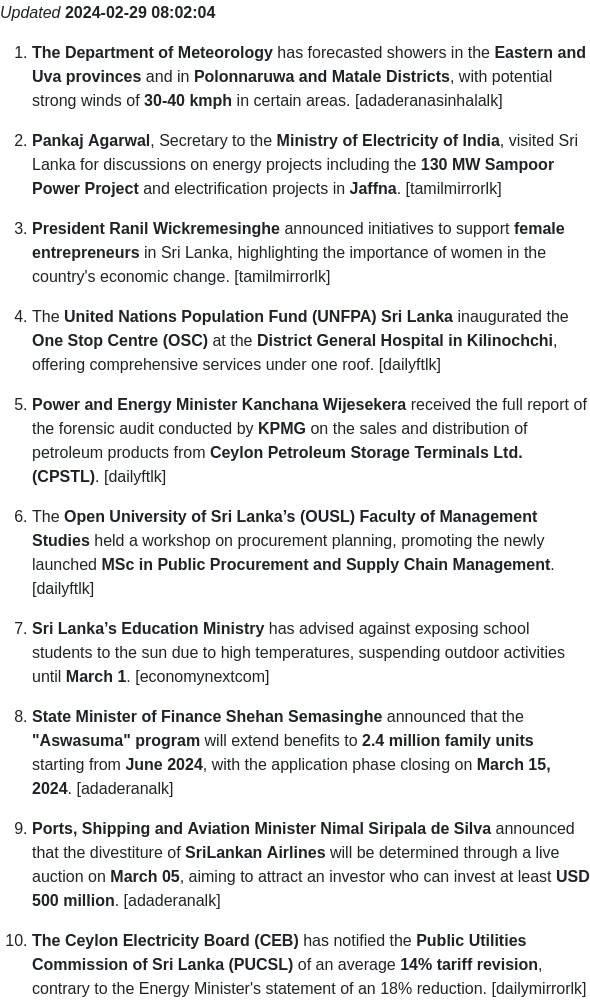 Updated 2024-02-29 08:02:04
1. The Department of Meteorology has forecasted showers in the Eastern and
Uva provinces and in Polonnaruwa and Matale Districts, with potential
strong winds of 30-40 kmph in certain areas. [adaderanasinhalalk]
2. Pankaj Agarwal, Secretary to the Ministry of Electricity of India, visited Sri
Lanka for discussions on energy projects including the 130 MW Sampoor
Power Project and electrification projects in Jaffna. [tamilmirrorlk]
3. President Ranil Wickremesinghe announced initiatives to support female
entrepreneurs in Sri Lanka, highlighting the importance of women in the
country's economic change. [tamilmirrorlk]
4. The United Nations Population Fund (UNFPA) Sri Lanka inaugurated the
One Stop Centre (OSC) at the District General Hospital in Kilinochchi,
offering comprehensive services under one roof. [dailyftlk]
5. Power and Energy Minister Kanchana Wijesekera received the full report of
the forensic audit conducted by KPMG on the sales and distribution of
petroleum products from Ceylon Petroleum Storage Terminals Ltd.
(CPSTL). [dailyftlk]
6. The Open University of Sri Lanka’s (OUSL) Faculty of Management
Studies held a workshop on procurement planning, promoting the newly
launched MSc in Public Procurement and Supply Chain Management.
[dailyftlk]
7. Sri Lanka’s Education Ministry has advised against exposing school
students to the sun due to high temperatures, suspending outdoor activities
until March 1. [economynextcom]
8. State Minister of Finance Shehan Semasinghe announced that the
"Aswasuma" program will extend benefits to 2.4 million family units
starting from June 2024, with the application phase closing on March 15,
2024. [adaderanalk]
9. Ports, Shipping and Aviation Minister Nimal Siripala de Silva announced
that the divestiture of SriLankan Airlines will be determined through a live
auction on March 05, aiming to attract an investor who can invest at least USD
500 million. [adaderanalk]
10. The Ceylon Electricity Board (CEB) has notified the Public Utilities
Commission of Sri Lanka (PUCSL) of an average 14% tariff revision,
contrary to the Energy Minister's statement of an 18% reduction. [dailymirrorlk]